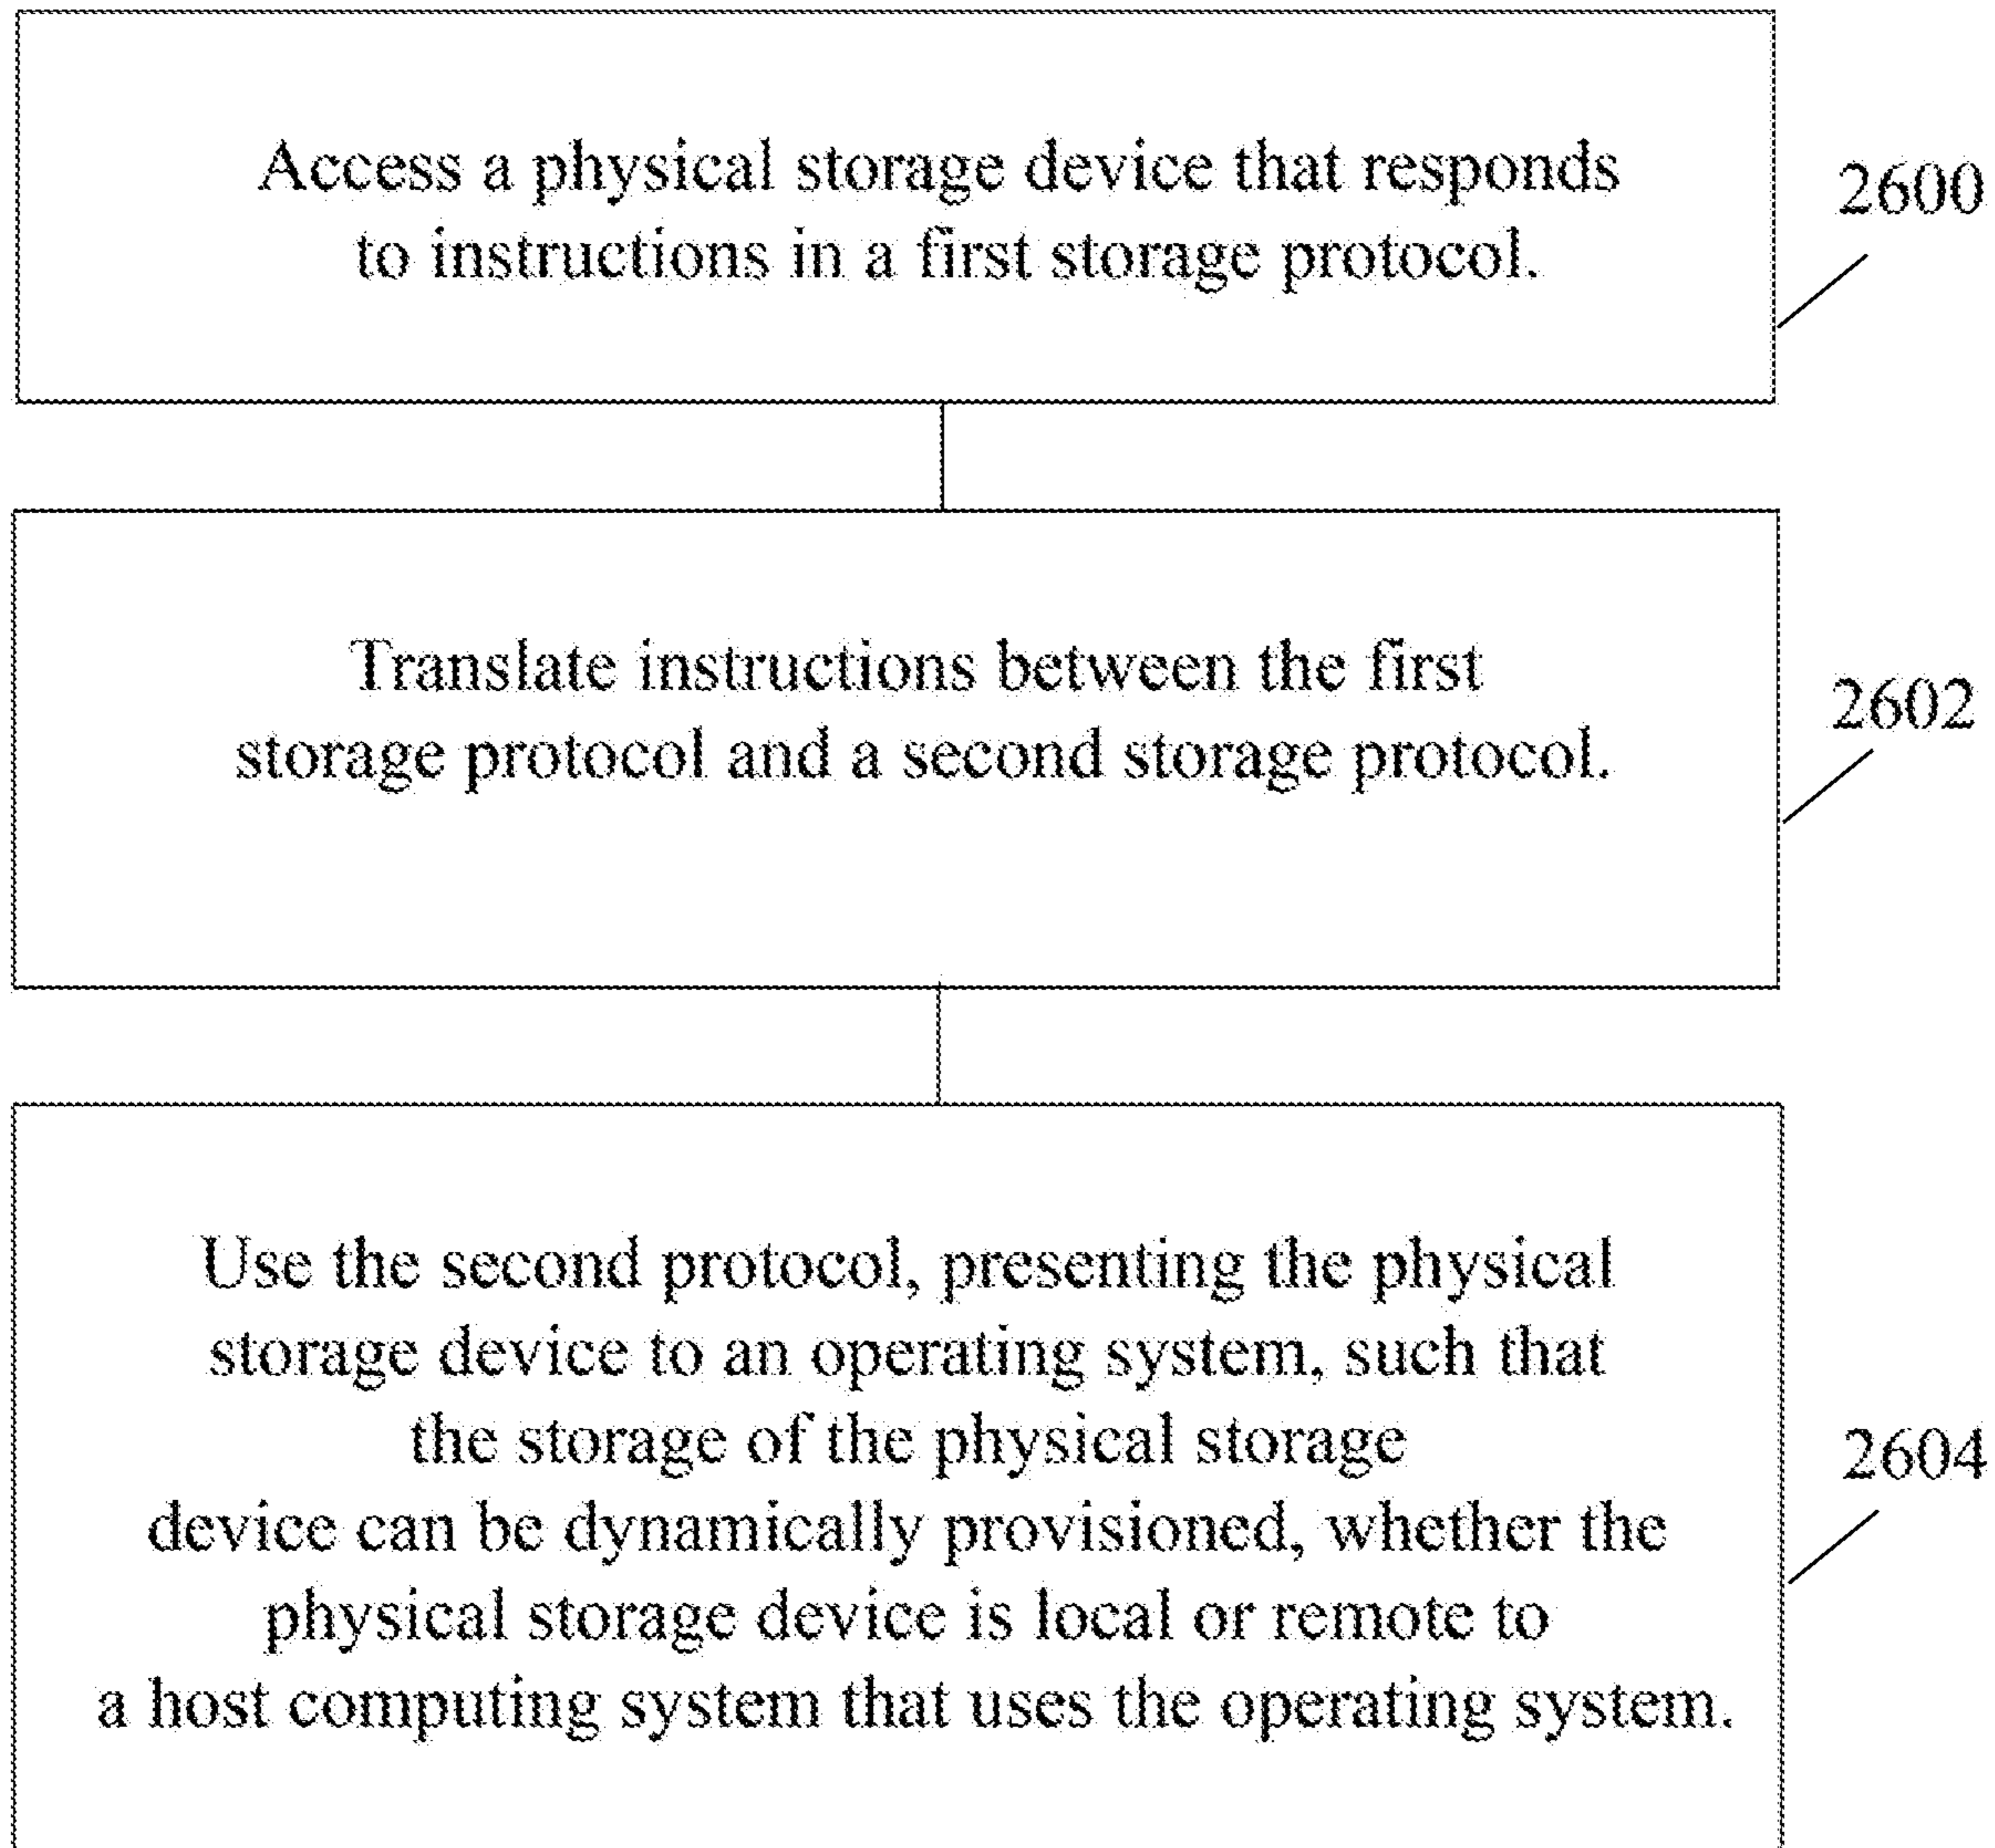 Access a physical storage device that responds
to instructions in a first storage protocol.
2600
Translate instructions between the first
storage protocol and a second storage protocol.
2602
Use the second protocol, presenting the physical
storage device to an operating system, such that
the storage of the physical storage
device can be dynamically provisioned, whether the
physical storage device is local or remote to
a host computing system that uses the operating system.
2604